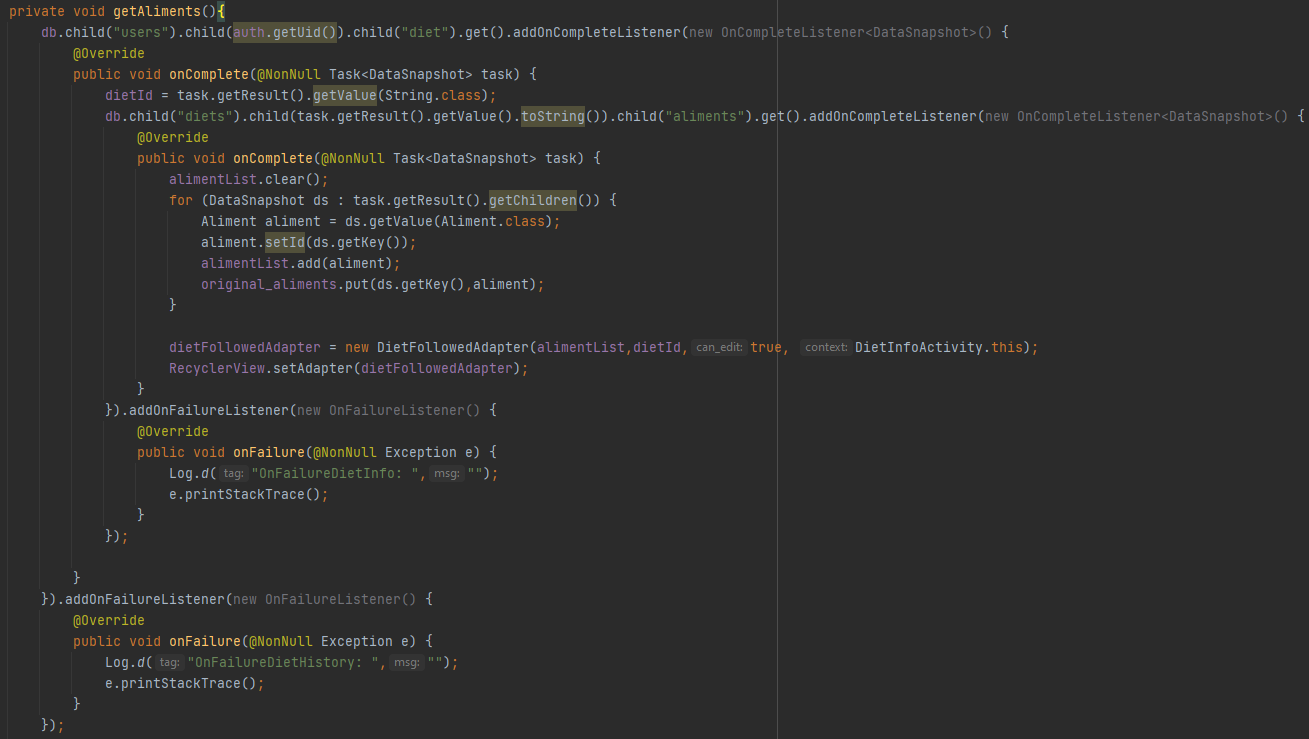 private void getAliments(){
db.child("users").child(auth.getUid()).child("diet").get().addOnCompleteListener(new OnCompleteListener<DataSnapshot>() {
@Override
public void onComplete(@NonNull Task<DataSnapshot> task) {
dietId = task.getResult().getValue(String.class);
db.child("diets").child(task.getResult().getValue().toString()).child("aliments").get().addOnCompleteListener(new OnCompleteListener<DataSnapshot>() {
@Override
public void onComplete(@NonNull Task<DataSnapshot> task) {
alimentList.clear();
for (DataSnapshot ds : task.getResult().getChildren()) {
Aliment aliment = ds.getValue(Aliment.class);
aliment.setId(ds.getKey());
alimentList.add(aliment);
original_aliments.put(ds.getKey(),aliment);
}
dietFollowedAdapter = new DietFollowedAdapter(alimentList,dietId, can_edit: true, context: DietInfoActivity.this);
RecyclerView.setAdapter(dietFollowedAdapter);
}
}).addOnFailureListener(new OnFailureListener() {
@Override
public void onFailure(@NonNull Exception e) {
Log.d( tag: "OnFailureDietInfo: ", msg: "");
e.printStackTrace();
}
});
}
}).addOnFailureListener(new OnFailureListener() {
@Override
public void onFailure(@NonNull Exception e) {
Log.d( tag: "OnFailureDietHistory: ", msg: "");
e.printStackTrace();
}
});